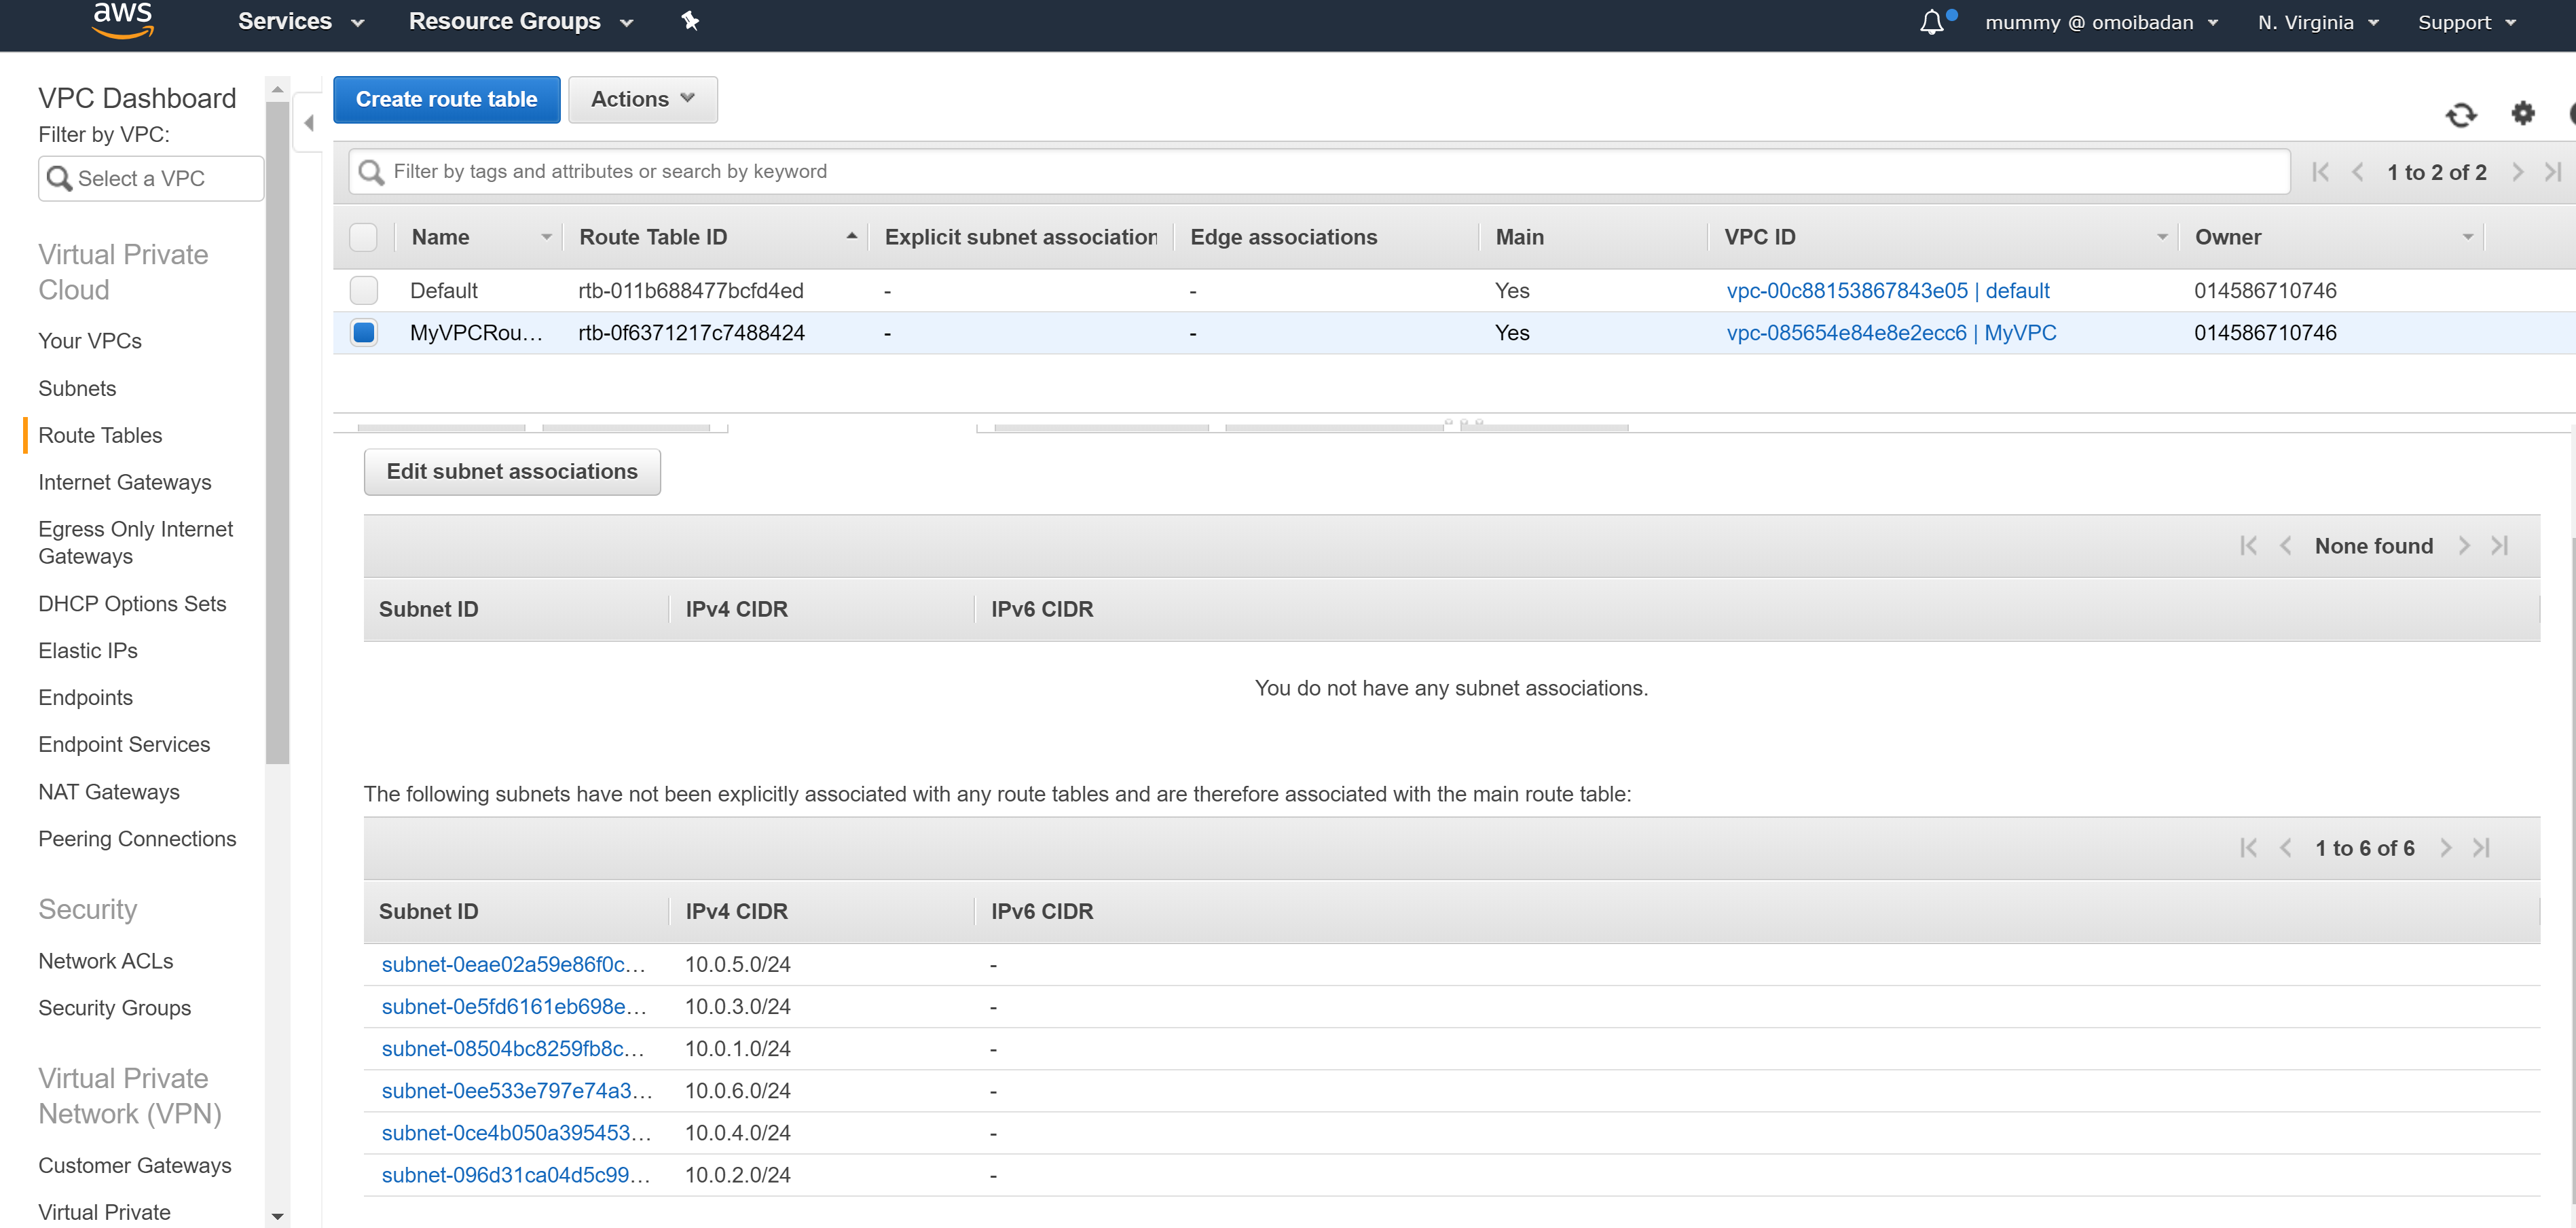 aws Services Resource Groups mummy @ omoibadan N. Virginia Support
VPC Dashboard
Filter by VPC:
Select a VPC
Virtual Private
Cloud
Your VPCs
Subnets
Route Tables
Internet Gateways
Egress Only Internet
Gateways
DHCP Options Sets
Elastic IPs
Endpoints
Endpoint Services
NAT Gateways
Peering Connections
Security
Network ACLs
Security Groups
Virtual Private
Network (VPN)
Customer Gateways
Virtual Private
Create route table Actions
Filter by tags and attributes or search by keyword 1 to 2 of 2
Name Route Table ID Explicit subnet association Edge associations Main VPC ID Owner
Default rtb-011b688477bcfd4ed - - Yes vpc-00c88153867843e05 | default 014586710746
MyVPCRou... rtb-0f6371217c7488424 - - Yes vpc-085654e84e8e2ecc6 | MyVPC 014586710746
Edit subnet associations
None found
Subnet ID IPv4 CIDR IPv6 CIDR
You do not have any subnet associations.
The following subnets have not been explicitly associated with any route tables and are therefore associated with the main route table:
1 to 6 of 6
Subnet ID IPv4 CIDR IPv6 CIDR
subnet-0eae02a59e86f0c... 10.0.5.0/24 -
subnet-0e5fd6161eb698e... 10.0.3.0/24 -
subnet-08504bc8259fb8c... 10.0.1.0/24 -
subnet-0ee533e797e74a3... 10.0.6.0/24 -
subnet-0ce4b050a395453... 10.0.4.0/24 -
subnet-096d31ca04d5c99... 10.0.2.0/24 -